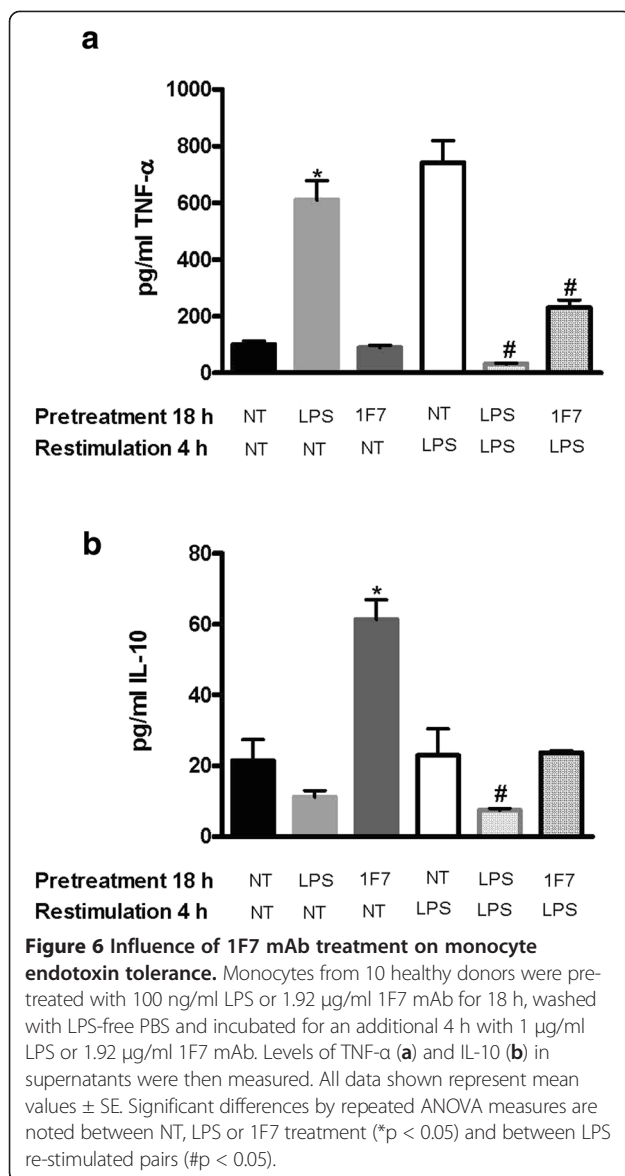 a
1000
800
600
400
200
0
pg/ml TNF-α
*
#
#
Pretreatment 18 h NT LPS 1F7 NT LPS 1F7
Restimulation 4 h NT NT NT LPS LPS LPS
b
80
60
40
20
0
pg/ml IL-10
*
#
Pretreatment 18 h NT LPS 1F7 NT LPS 1F7
Restimulation 4 h NT NT NT LPS LPS LPS
Figure 6 Influence of 1F7 mAb treatment on monocyte
endotoxin tolerance. Monocytes from 10 healthy donors were pre-
treated with 100 ng/ml LPS or 1.92 μg/ml 1F7 mAb for 18 h, washed
with LPS-free PBS and incubated for an additional 4 h with 1 μg/ml
LPS or 1.92 μg/ml 1F7 mAb. Levels of TNF-α (a) and IL-10 (b) in
supernatants were then measured. All data shown represent mean
values ± SE. Significant differences by repeated ANOVA measures are
noted between NT, LPS or 1F7 treatment (*p < 0.05) and between LPS
re-stimulated pairs (#p < 0.05).